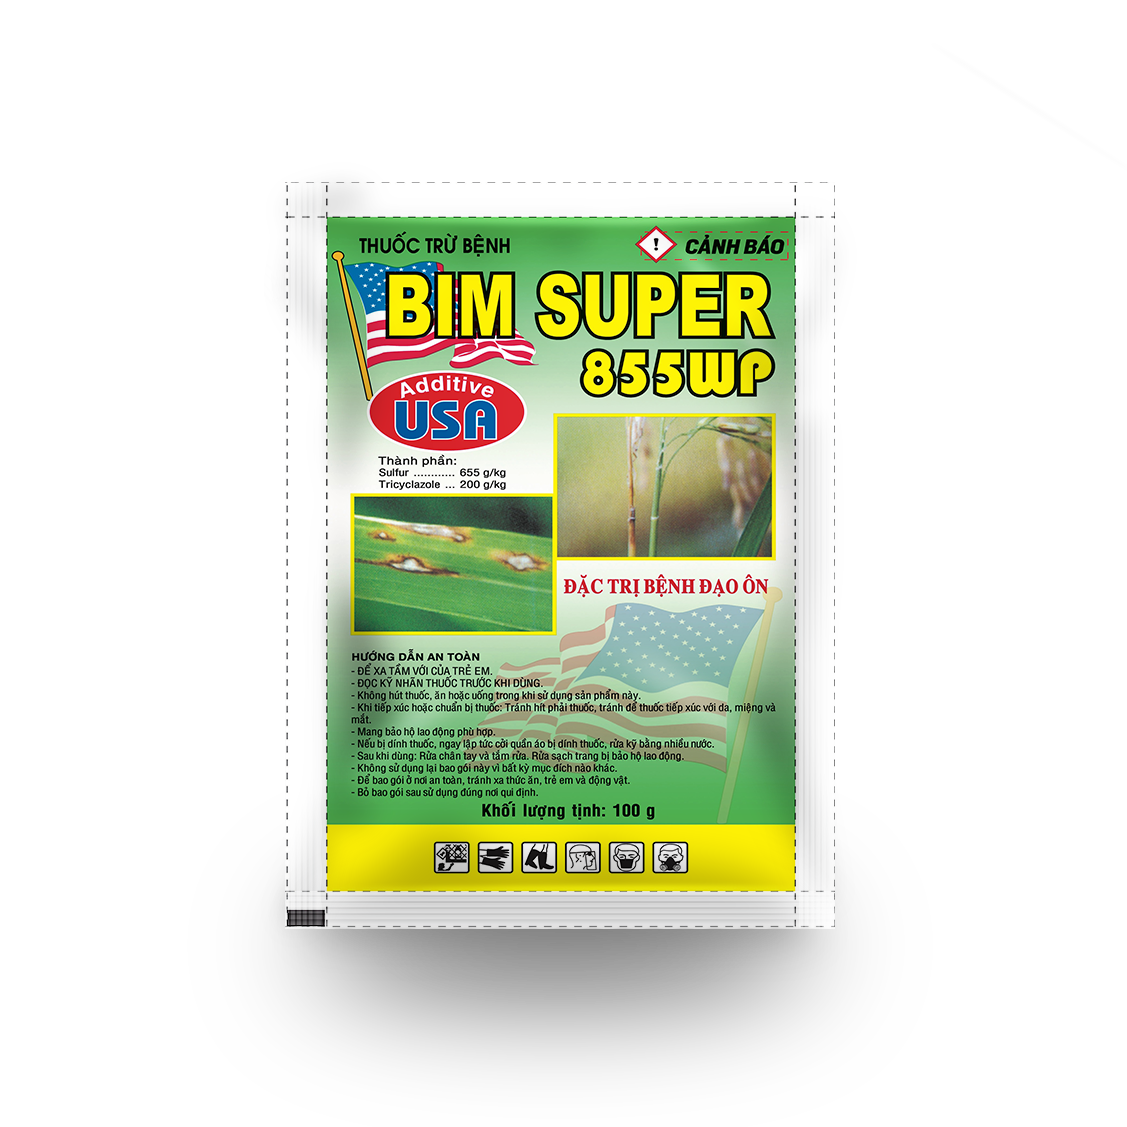 THUỐC TRỪ BỆNH
! CẢNH BÁO
BIM SUPER
855WP
Additive
USA
Thành phần:
Sulfur ............ 655 g/kg
Tricyclazole ... 200 g/kg
ĐẶC TRỊ BỆNH ĐẠO ÔN
HƯỚNG DẪN AN TOÀN
- ĐỂ XA TẦM VỚI CỦA TRẺ EM.
- ĐỌC KỸ NHÃN THUỐC TRƯỚC KHI DÙNG.
- Không hút thuốc, ăn hoặc uống trong khi sử dụng sản phẩm này.
- Khi tiếp xúc hoặc chuẩn bị thuốc: Tránh hít phải thuốc, tránh để thuốc tiếp xúc với da, miệng và
mắt.
- Mang bảo hộ lao động phù hợp.
- Nếu bị dính thuốc, ngay lập tức cởi quần áo bị dính thuốc, rửa kỹ bằng nhiều nước.
- Sau khi dùng: Rửa chân tay và tắm rửa. Rửa sạch trang bị bảo hộ lao động.
- Không sử dụng lại bao gói này vì bất kỳ mục đích nào khác.
- Để bao gói ở nơi an toàn, tránh xa thức ăn, trẻ em và động vật.
- Bỏ bao gói sau sử dụng đúng nơi qui định.
Khối lượng tịnh: 100 g